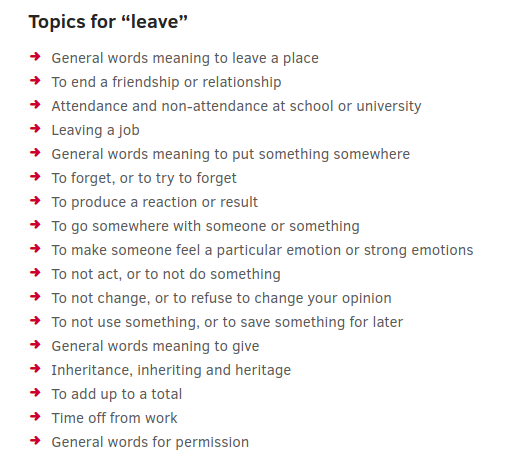 Topics for “leave”
General words meaning to leave a place
To end a friendship or relationship
Attendance and non-attendance at school or university
Leaving a job
General words meaning to put something somewhere
To forget, or to try to forget
To produce a reaction or result
To go somewhere with someone or something
To make someone feel a particular emotion or strong emotions
To not act, or to not do something
To not change, or to refuse to change your opinion
To not use something, or to save something for later
General words meaning to give
Inheritance, inheriting and heritage
To add up to a total
Time off from work
General words for permission